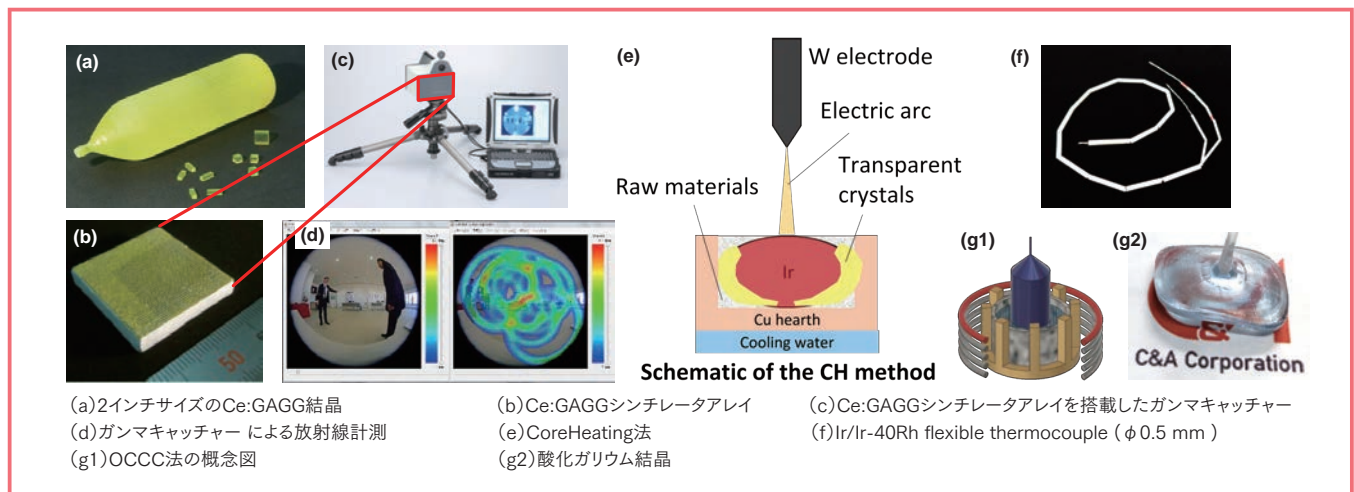 (a)
(c)
(e)
W electrode
Electric arc
Transparent
crystals
Raw materials
Ir
Cu hearth
Cooling water
Schematic of the CH method
(f)
(b)
50
(d)
(g1)
(g2)
&
C&A Corporation
(a)2インチサイズのCe:GAGG結晶
(b)Ce:GAGGシンチレータアレイ
(c)Ce:GAGGシンチレータアレイを搭載したガンマキャッチャー
(d)ガンマキャッチャー による放射線計測
(e)CoreHeating法
(f)Ir/Ir-40Rh flexible thermocouple (φ0.5 mm )
(g1)OCCC法の概念図
(g2)酸化ガリウム結晶